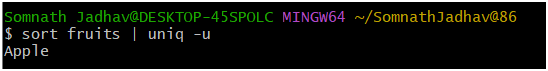 Somnath Jadhav@DESKTOP-45SPOLC MINGW64 ~/SomnathJadhav@86
$ sort fruits | uniq -u
Apple